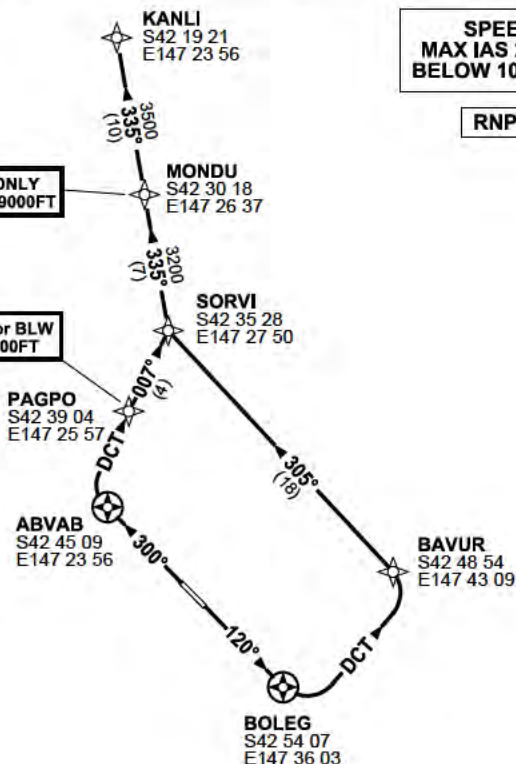 KANLI
S42 19 21
E147 23 56
SPEE
MAX IAS
BELOW 10
RNP
3500
335°
(10)
ONLY
9000FT
MONDU
S42 30 18
E147 26 37
3200
335°
(7)
SORVI
S42 35 28
E147 27 50
or BLW
00FT
007°
(4)
PAGPO
S42 39 04
E147 25 57
DCT
305°
(18)
ABVAB
S42 45 09
E147 23 56
300°
BAVUR
S42 48 54
E147 43 09
120°
DCT
BOLEG
S42 54 07
E147 36 03